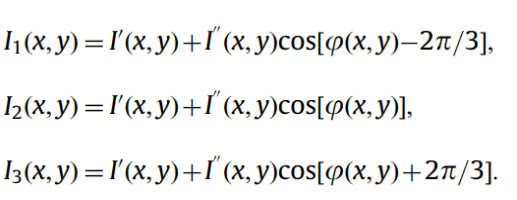 I₁(x,y)=I′(x,y)+I″(x,y)cos[φ(x,y)−2π/3],
I₂(x,y)=I′(x,y)+I″(x,y)cos[φ(x,y)],
I₃(x,y)=I′(x,y)+I″(x,y)cos[φ(x,y)+2π/3].